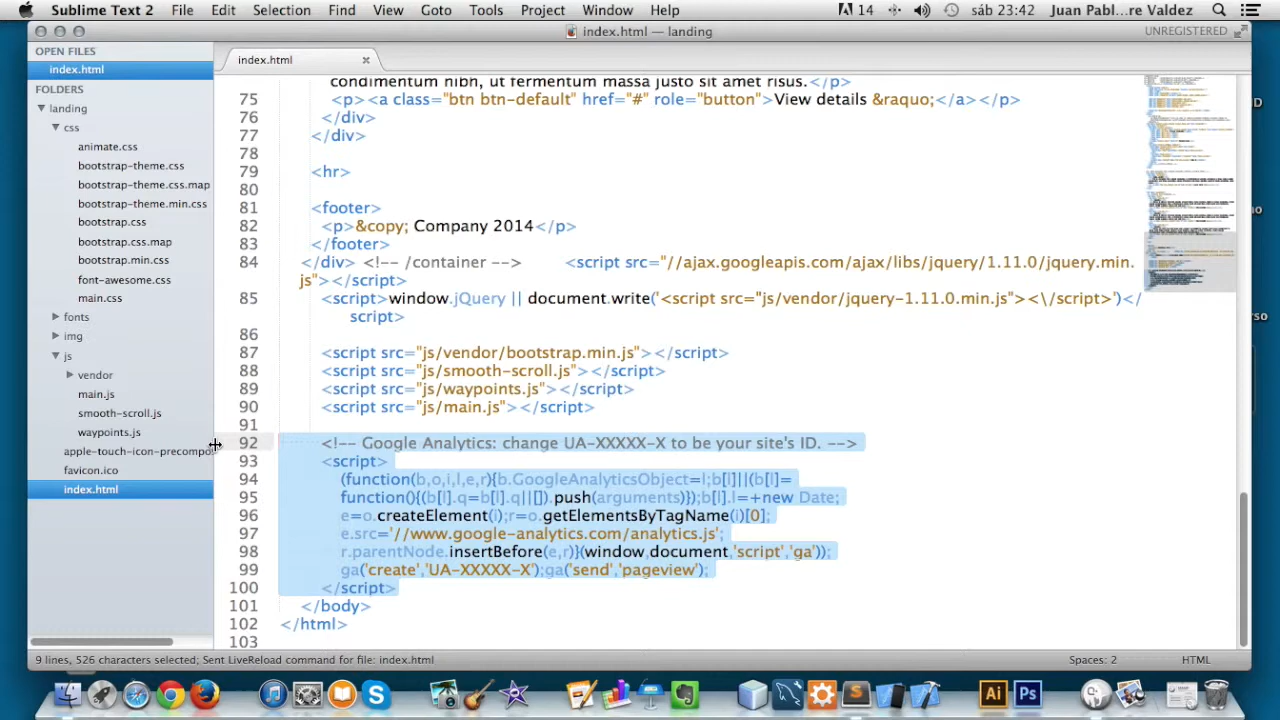 Sublime Text 2 File Edit Selection Find View Goto Tools Project Window Help 14 sáb 23:42 Juan Pabl...re Valdez
index.html — landing UNREGISTERED
OPEN FILES
index.html
FOLDERS
landing
css
animate.css
bootstrap-theme.css
bootstrap-theme.css.map
bootstrap-theme.min.css
bootstrap.css
bootstrap.css.map
bootstrap.min.css
font-awesome.css
main.css
fonts
img
js
vendor
main.js
smooth-scroll.js
waypoints.js
apple-touch-icon-precompo
favicon.ico
index.html
index.html
condimentum nibh, ut fermentum massa justo sit amet risus.</p>
75 <p><a class="btn btn-default" href="#" role="button">View details &raquo;</a></p>
76 </div>
77 </div>
78
79 <hr>
80
81 <footer>
82 <p>&copy; Company 2014</p>
83 </footer>
84 </div> <!-- /container --> <script src="//ajax.googleapis.com/ajax/libs/jquery/1.11.0/jquery.min.
js"></script>
85 <script>window.jQuery || document.write('<script src="js/vendor/jquery-1.11.0.min.js"><\/script>')</
script>
86
87 <script src="js/vendor/bootstrap.min.js"></script>
88 <script src="js/smooth-scroll.js"></script>
89 <script src="js/waypoints.js"></script>
90 <script src="js/main.js"></script>
91
92 <!-- Google Analytics: change UA-XXXXX-X to be your site's ID. -->
93 <script>
94 (function(b,o,i,l,e,r){b.GoogleAnalyticsObject=l;b[l]||(b[l]=
95 function(){(b[l].q=b[l].q||[]).push(arguments)});b[l].l=+new Date;
96 e=o.createElement(i);r=o.getElementsByTagName(i)[0];
97 e.src='//www.google-analytics.com/analytics.js';
98 r.parentNode.insertBefore(e,r)}(window,document,'script','ga'));
99 ga('create','UA-XXXXX-X');ga('send','pageview');
100 </script>
101 </body>
102 </html>
103
9 lines, 526 characters selected; Sent LiveReload command for file: index.html Spaces: 2 HTML
Ai Ps